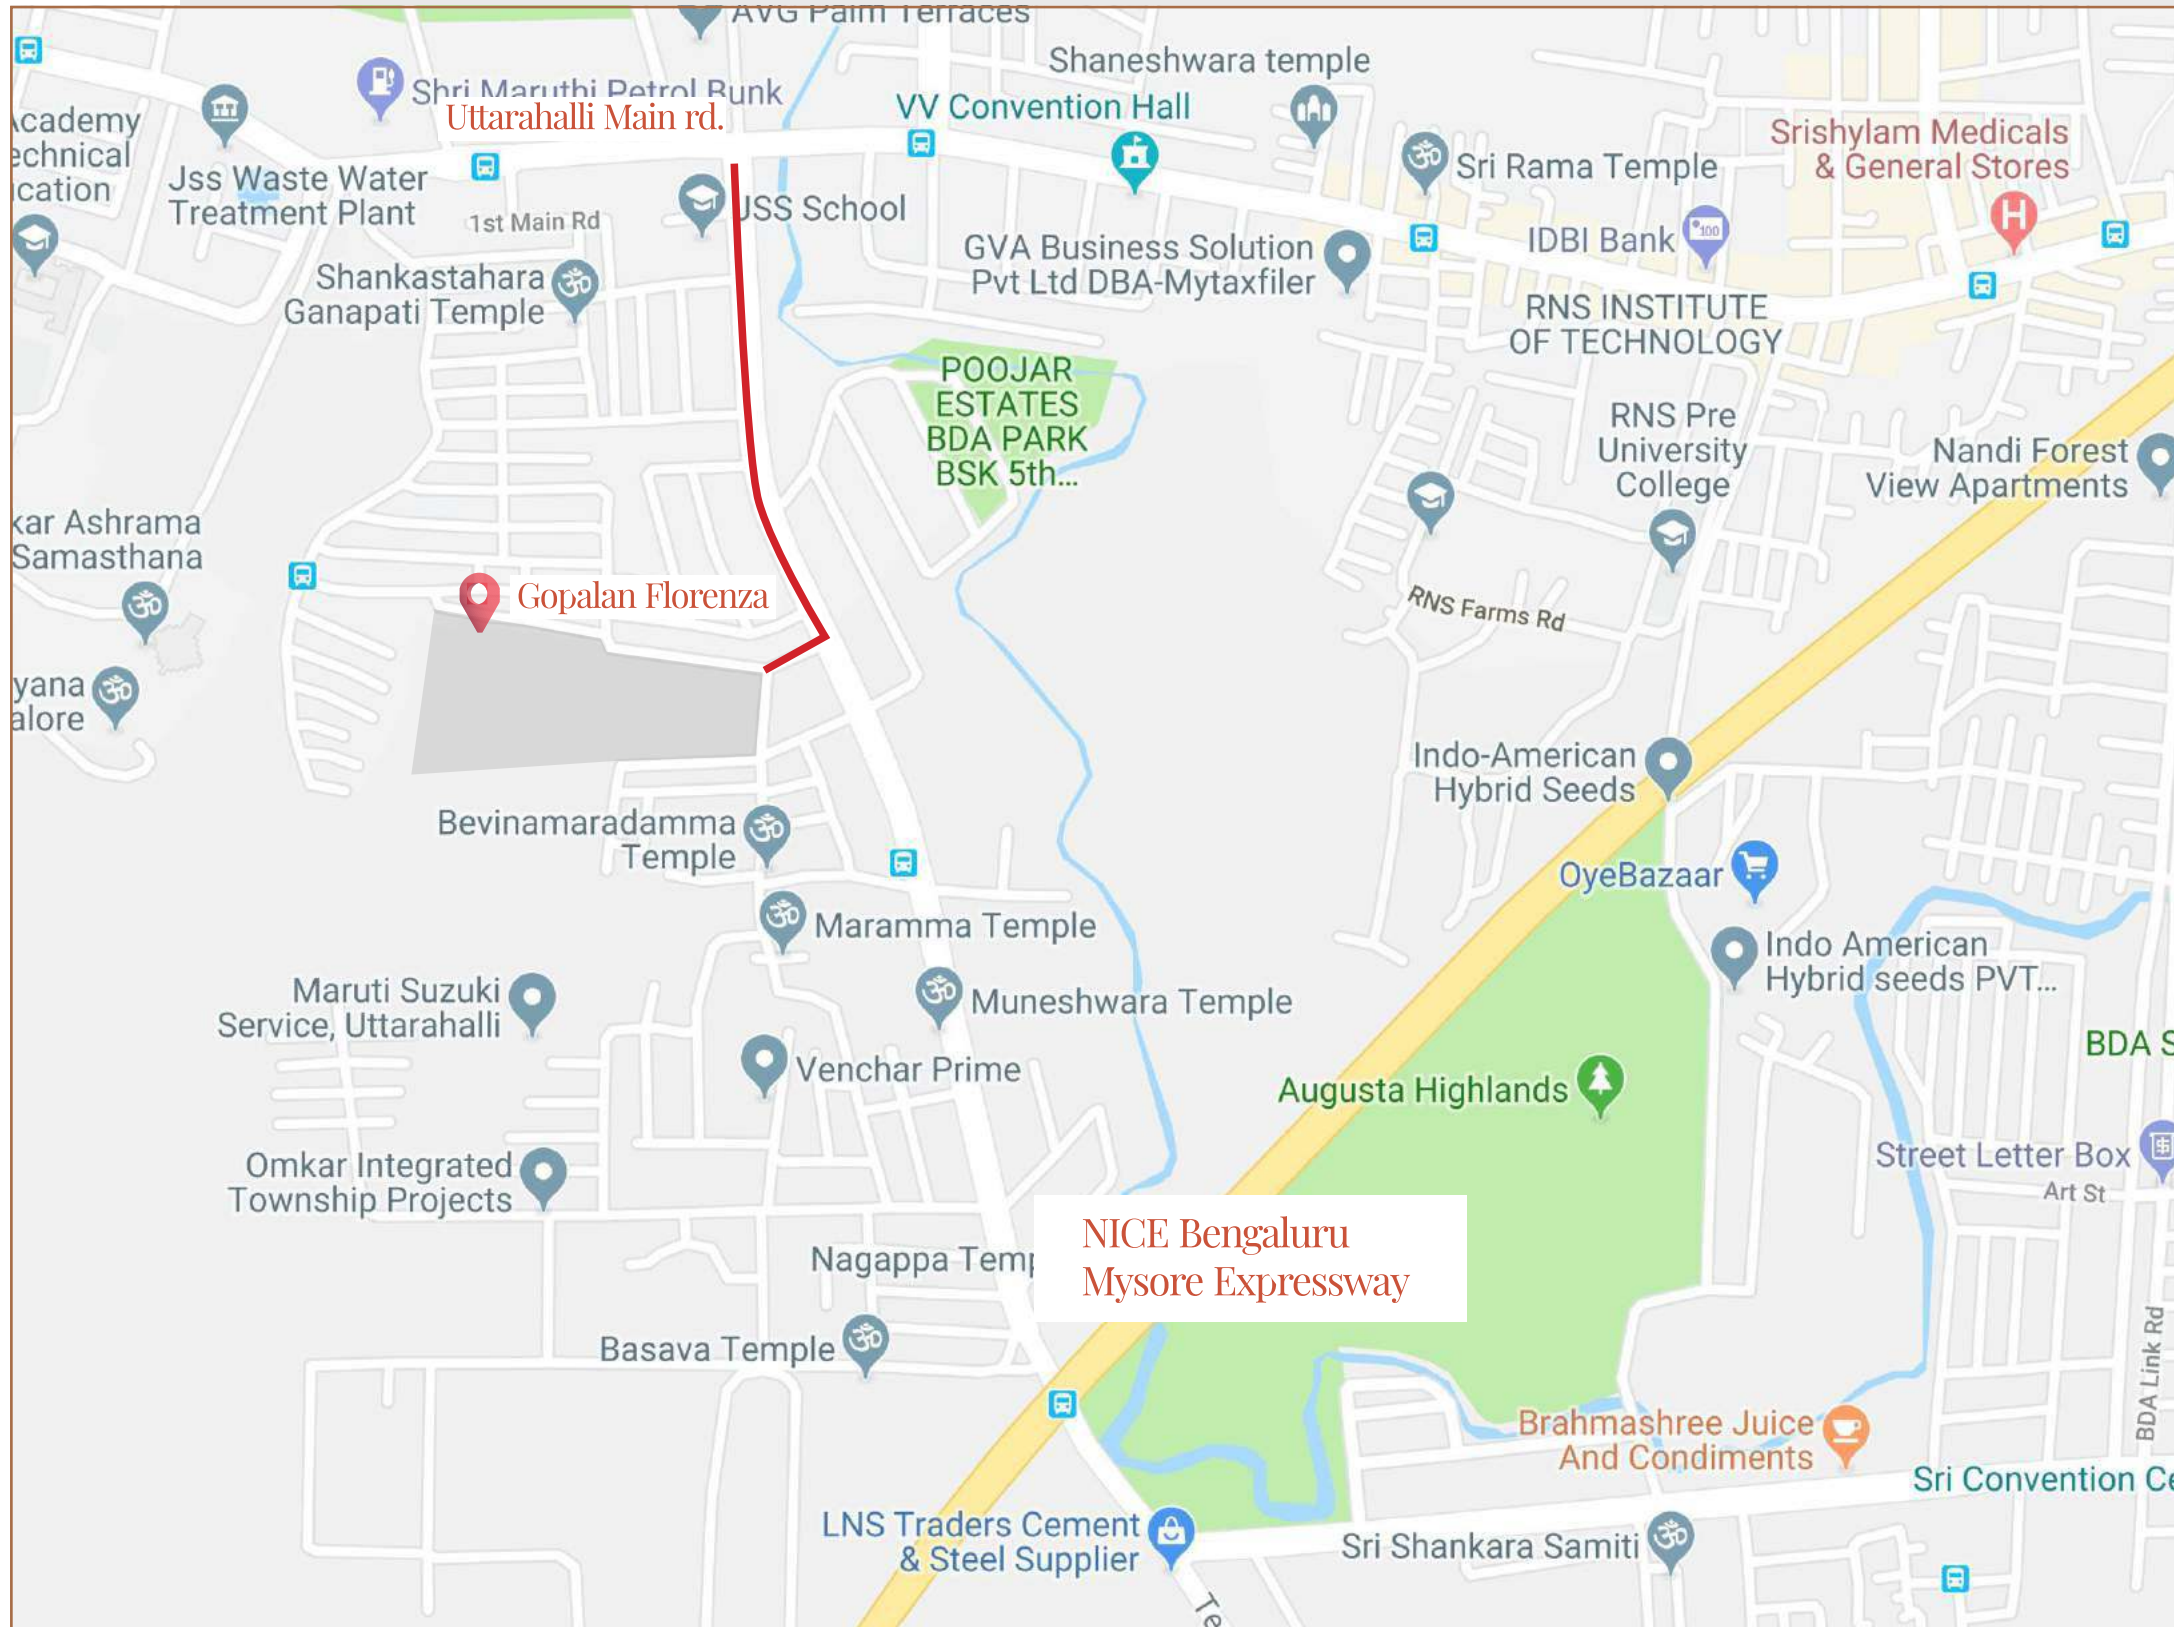 AVG Palm Terraces
Shaneshwara temple
Shri Maruthi Petrol Bunk
Uttarahalli Main rd.
VV Convention Hall
Academy
echnical
cation
Jss Waste Water
Treatment Plant
1st Main Rd
JSS School
Sri Rama Temple
Srishylam Medicals
& General Stores
GVA Business Solution
Pvt Ltd DBA-Mytaxfiler
IDBI Bank
Shankastahara
Ganapati Temple
RNS INSTITUTE
OF TECHNOLOGY
POOJAR
ESTATES
BDA PARK
BSK 5th...
RNS Pre
University
College
Nandi Forest
View Apartments
kar Ashrama
Samasthana
Gopalan Florenza
RNS Farms Rd
yana
alore
Indo-American
Hybrid Seeds
Bevinamaradamma
Temple
OyeBazaar
Maramma Temple
Indo American
Hybrid seeds PVT...
Maruti Suzuki
Service, Uttarahalli
Muneshwara Temple
BDA S
Venchar Prime
Augusta Highlands
Omkar Integrated
Township Projects
Street Letter Box
Art St
NICE Bengaluru
Mysore Expressway
Nagappa Temp
Basava Temple
BDA Link Rd
Brahmashree Juice
And Condiments
Sri Convention Ce
LNS Traders Cement
& Steel Supplier
Sri Shankara Samiti
Te